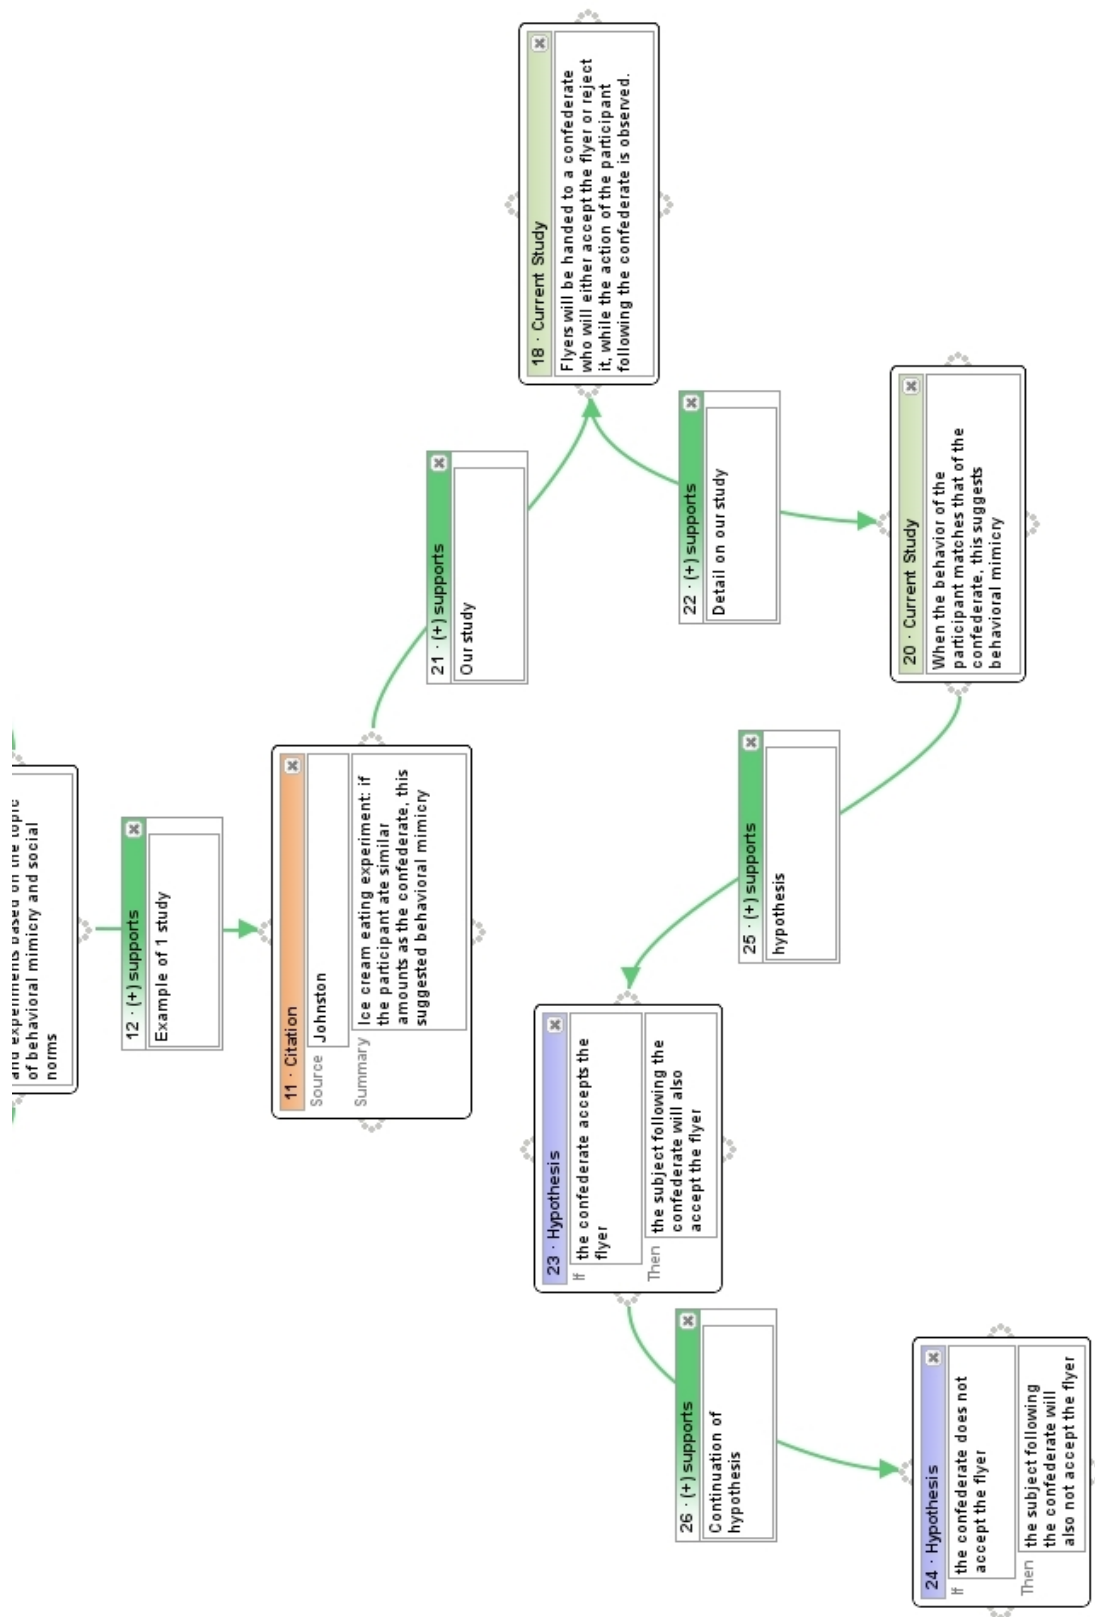 and experiments based on the topic
of behavioral mimicry and social
norms
12 · (+) supports
Example of 1 study
11 · Citation
Source Johnston
Summary Ice cream eating experiment: if
the participant ate similar
amounts as the confederate, this
suggested behavioral mimicry
21 · (+) supports
Our study
18 · Current Study
Flyers will be handed to a confederate
who will either accept the flyer or reject
it, while the action of the participant
following the confederate is observed.
22 · (+) supports
Detail on our study
20 · Current Study
When the behavior of the
participant matches that of the
confederate, this suggests
behavioral mimicry
25 · (+) supports
hypothesis
23 · Hypothesis
If the confederate accepts the
flyer
Then the subject following the
confederate will also
accept the flyer
26 · (+) supports
Continuation of
hypothesis
24 · Hypothesis
If the confederate does not
accept the flyer
Then the subject following
the confederate will
also not accept the flyer